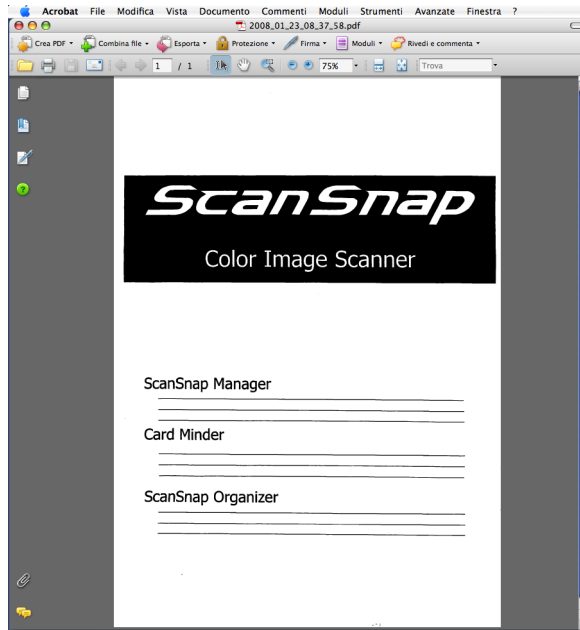 Acrobat File Modifica Vista Documento Commenti Moduli Strumenti Avanzate Finestra ?
2008_01_23_08_37_58.pdf
Crea PDF Combina file Esporta Protezione Firma Moduli Rivedi e commenta
1 / 1 75% Trova
ScanSnap
Color Image Scanner
ScanSnap Manager
Card Minder
ScanSnap Organizer